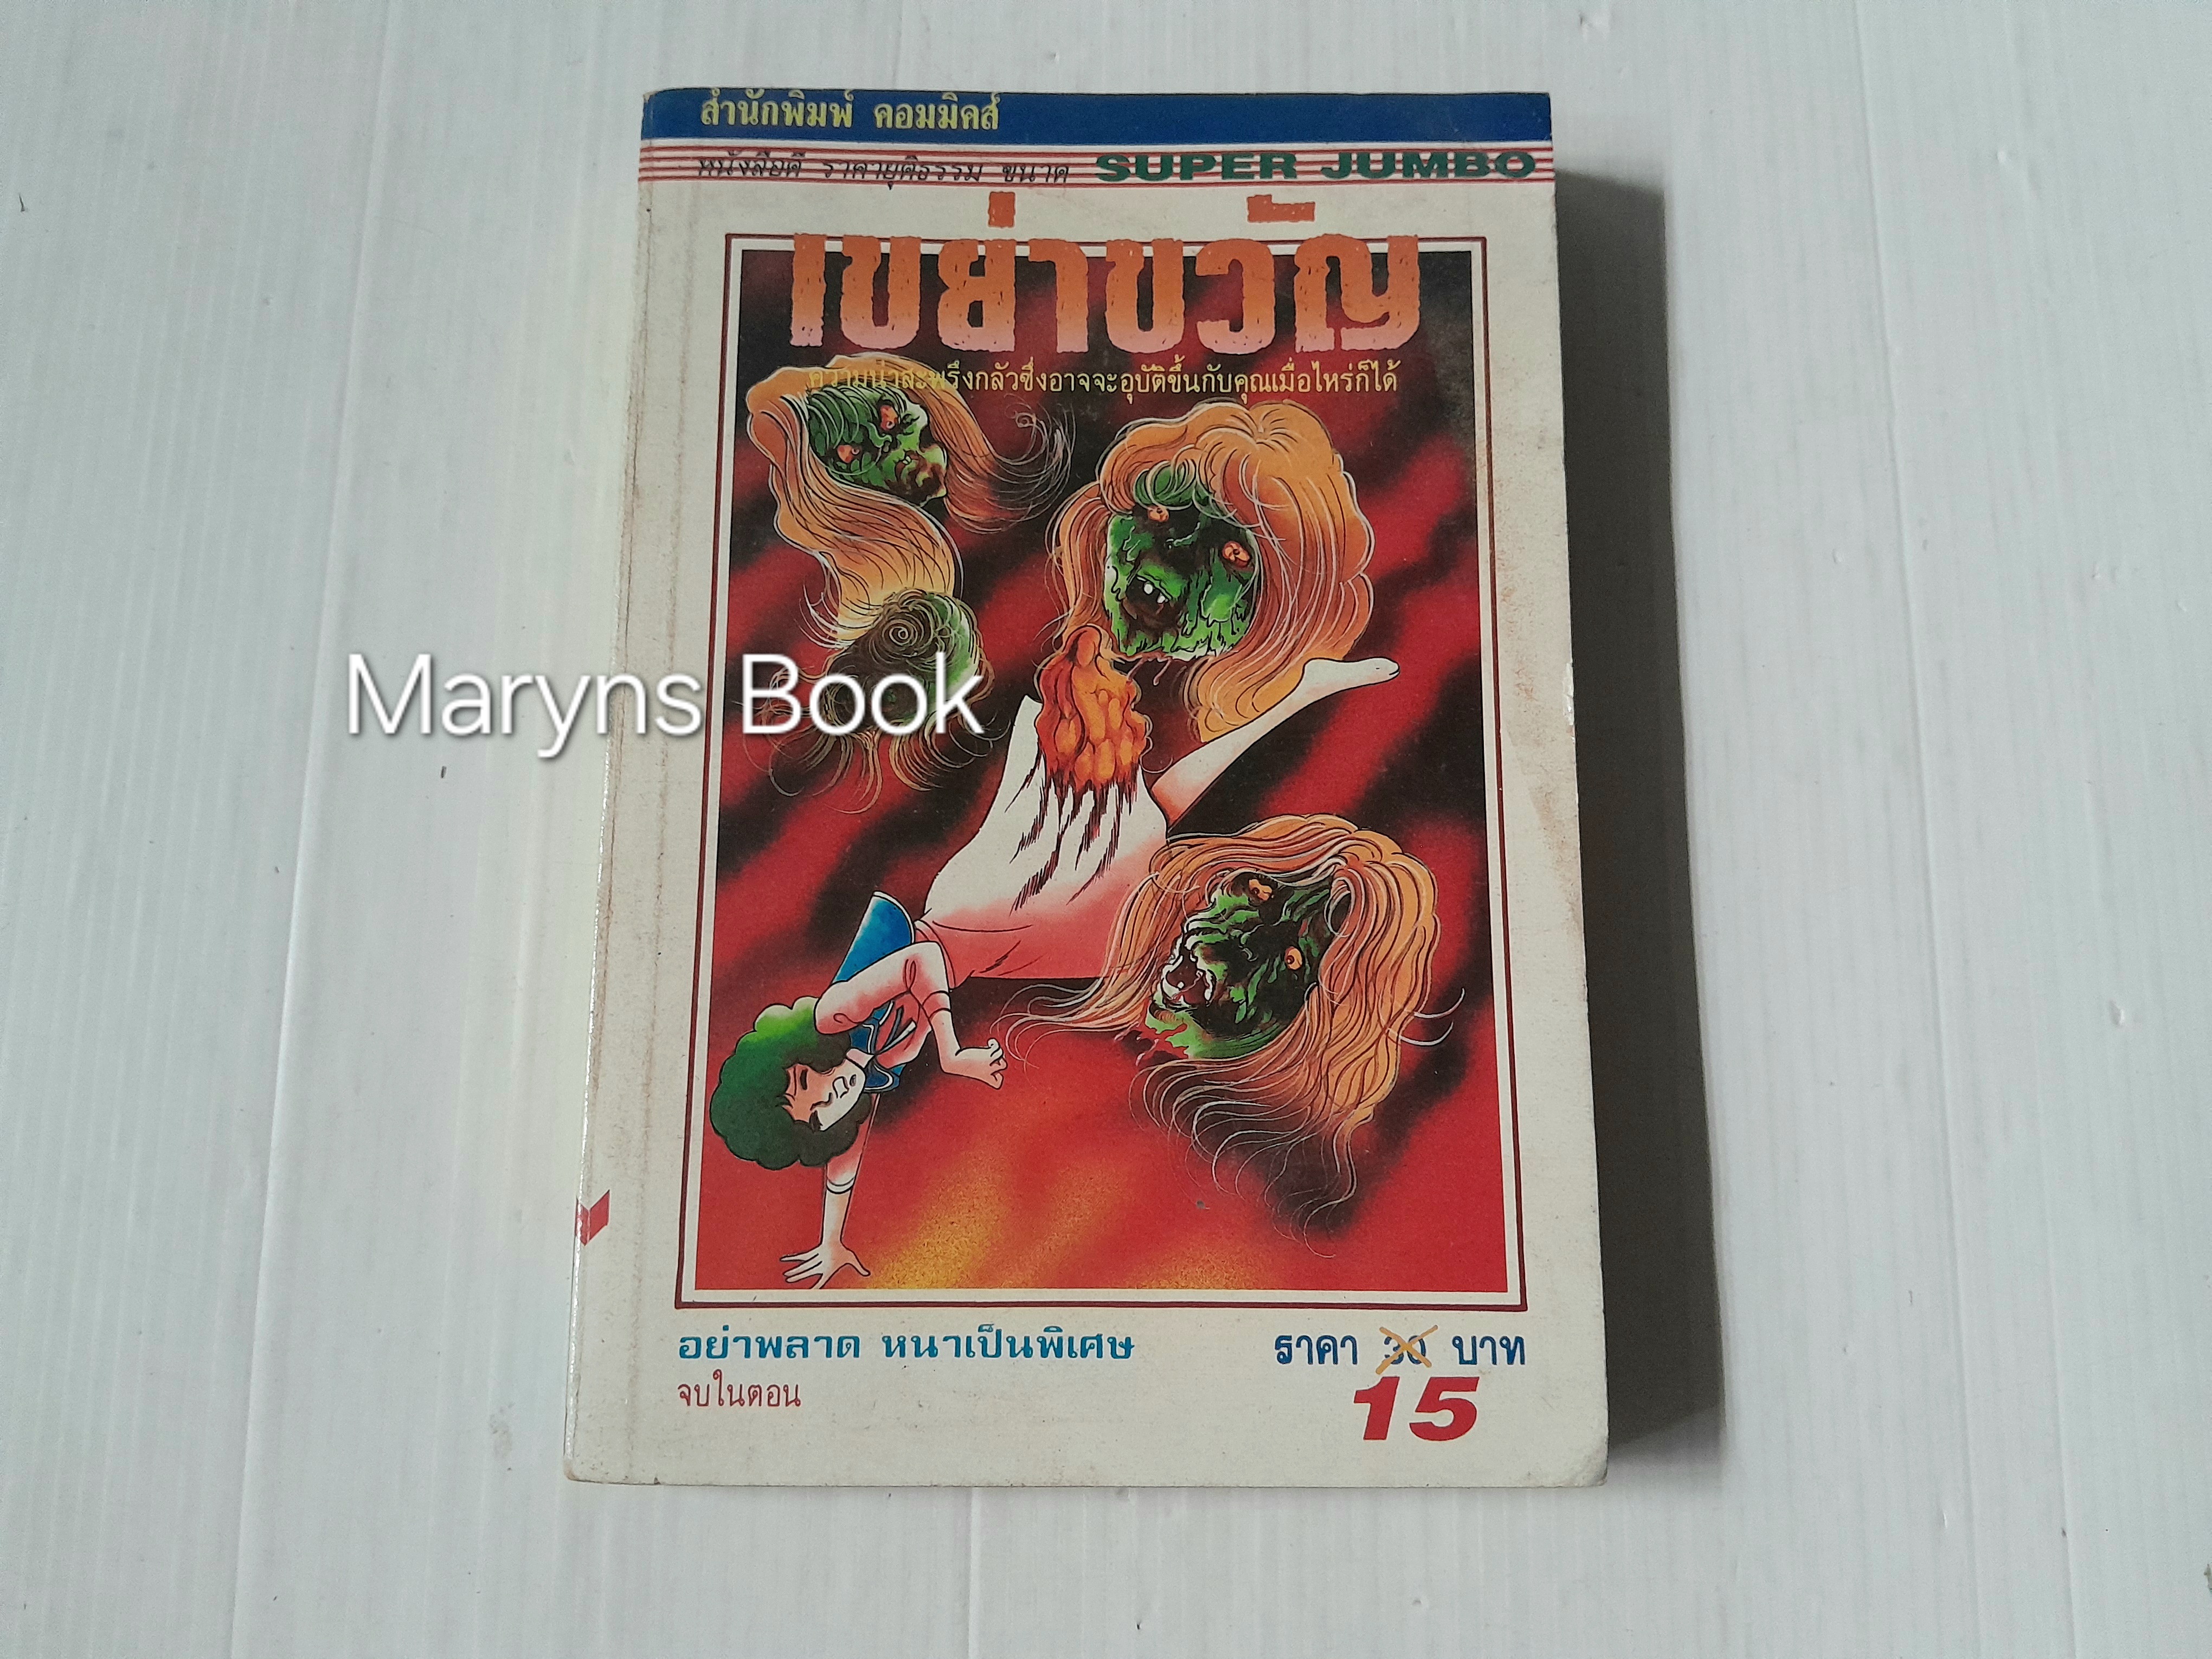 สำนักพิมพ์ คอมมิคส์
หนังสือดี ราคายุติธรรม ขนาด SUPER JUMBO
เขย่าขวัญ
ความน่าสะพรึงกลัวซึ่งอาจจะอุบัติขึ้นกับคุณเมื่อไหร่ก็ได้
Maryns Book
อย่าพลาด หนาเป็นพิเศษ ราคา 30 บาท
จบในตอน 15